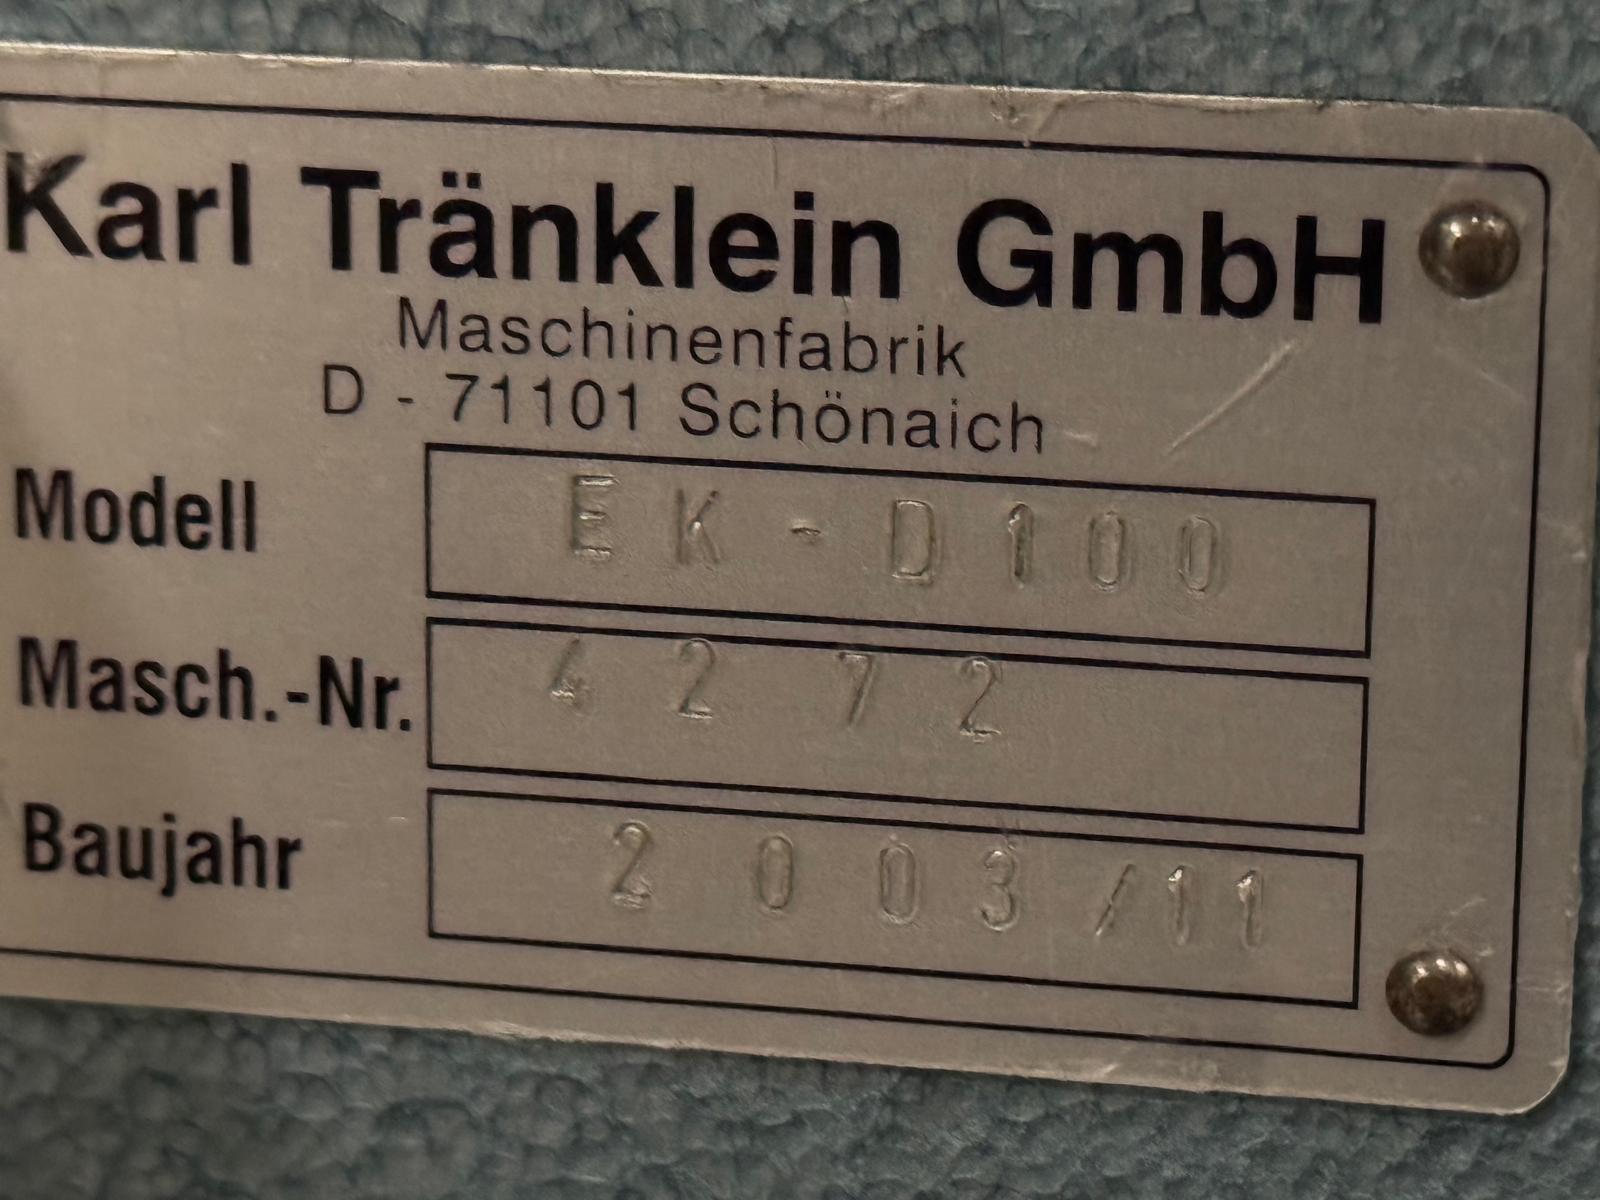 Karl Tränklein GmbH
Maschinenfabrik
D - 71101 Schönaich
Modell EK-D100
Masch.-Nr. 4272
Baujahr 2003/11